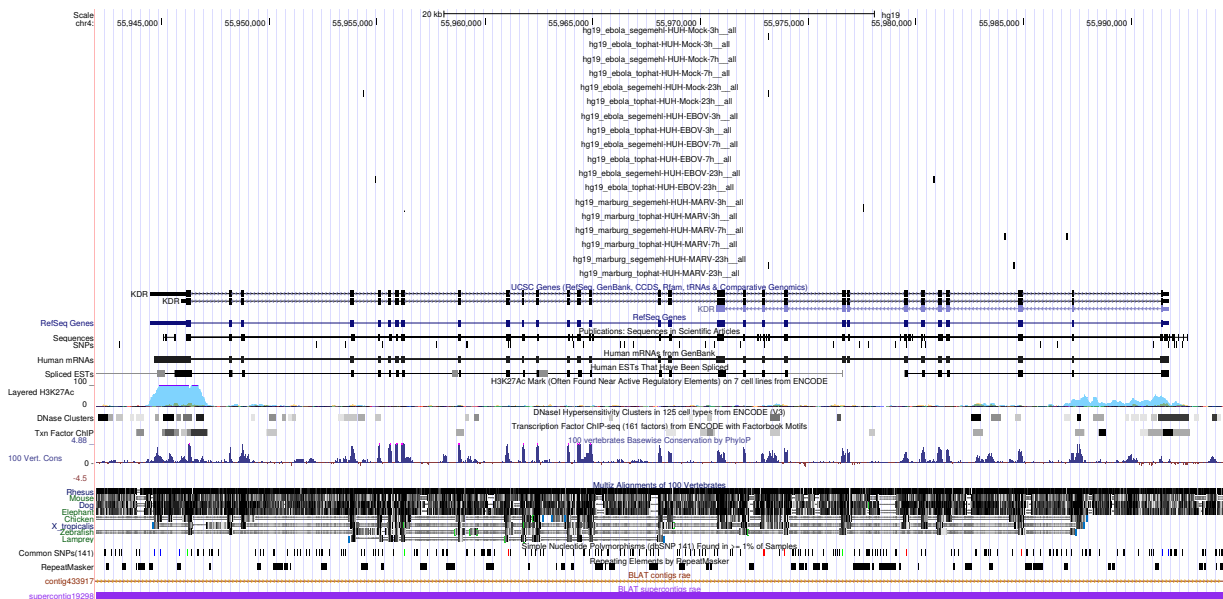 Scale 20 kb hg19
chr4: 55,945,000 55,950,000 55,955,000 55,960,000 55,965,000 55,970,000 55,975,000 55,980,000 55,985,000 55,990,000
hg19_ebola_segemehl-HUH-Mock-3h__all
hg19_ebola_tophat-HUH-Mock-3h__all
hg19_ebola_segemehl-HUH-Mock-7h__all
hg19_ebola_tophat-HUH-Mock-7h__all
hg19_ebola_segemehl-HUH-Mock-23h__all
hg19_ebola_tophat-HUH-Mock-23h__all
hg19_ebola_segemehl-HUH-EBOV-3h__all
hg19_ebola_tophat-HUH-EBOV-3h__all
hg19_ebola_segemehl-HUH-EBOV-7h__all
hg19_ebola_tophat-HUH-EBOV-7h__all
hg19_ebola_segemehl-HUH-EBOV-23h__all
hg19_ebola_tophat-HUH-EBOV-23h__all
hg19_marburg_segemehl-HUH-MARV-3h__all
hg19_marburg_tophat-HUH-MARV-3h__all
hg19_marburg_segemehl-HUH-MARV-7h__all
hg19_marburg_tophat-HUH-MARV-7h__all
hg19_marburg_segemehl-HUH-MARV-23h__all
hg19_marburg_tophat-HUH-MARV-23h__all
UCSC Genes (RefSeq, GenBank, CCDS, Rfam, tRNAs & Comparative Genomics)
KDR
KDR
KDR
RefSeq Genes
RefSeq Genes
Publications: Sequences in Scientific Articles
Sequences
SNPs
Human mRNAs from GenBank
Human mRNAs
Human ESTs That Have Been Spliced
Spliced ESTs
H3K27Ac Mark (Often Found Near Active Regulatory Elements) on 7 cell lines from ENCODE
100
Layered H3K27Ac
0
DNaseI Hypersensitivity Clusters in 125 cell types from ENCODE (V3)
DNase Clusters
Transcription Factor ChIP-seq (161 factors) from ENCODE with Factorbook Motifs
Txn Factor ChIP
100 vertebrates Basewise Conservation by PhyloP
4.88
100 Vert. Cons
0
-4.5
Multiz Alignments of 100 Vertebrates
Rhesus
Mouse
Dog
Elephant
Chicken
X_tropicalis
Zebrafish
Lamprey
Simple Nucleotide Polymorphisms (dbSNP 141) Found in >= 1% of Samples
Common SNPs(141)
Repeating Elements by RepeatMasker
RepeatMasker
BLAT contigs rae
contig433917
BLAT supercontigs rae
supercontig19298